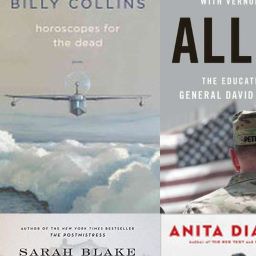 BILLY COLLINS
horoscopes for
the dead
AUTHOR OF THE NEW YORK TIMES BESTSELLER
THE POSTMISTRESS
SARAH BLAKE
WITH VERNO
ALL
THE EDUCATI
GENERAL DAVID
PET
ANITA DIA